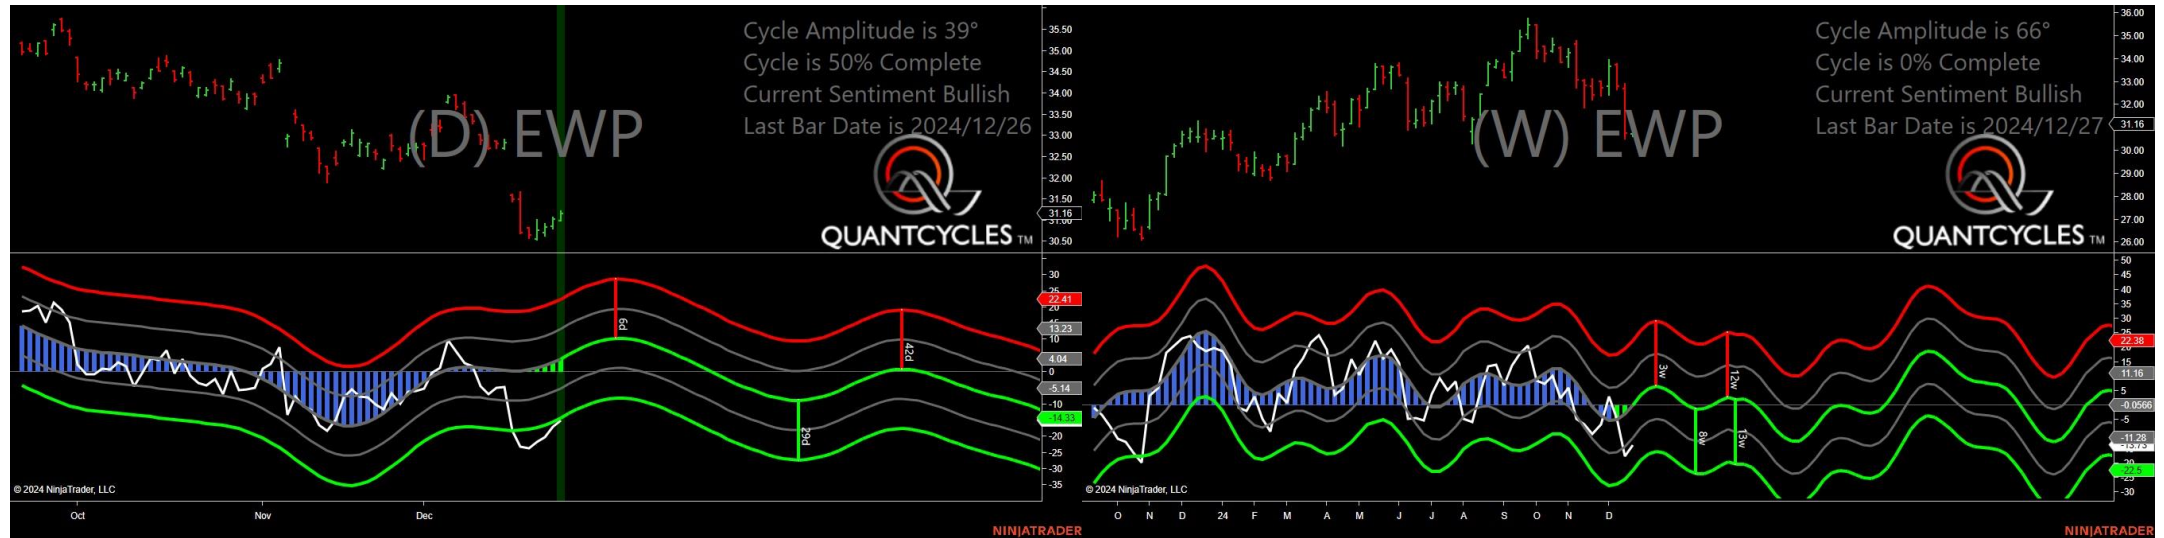 Cycle Amplitude is 39°
Cycle is 50% Complete
Current Sentiment Bullish
Last Bar Date is 2024/12/26
(D) EWP
QUANTCYCLES TM
35.50
35.00
34.50
34.00
33.50
33.00
32.50
32.00
31.50
31.16
31.00
30.50
30
25
22.41
20
13.23
10
4.04
0
-5.14
-10
-14.33
-20
-25
-30
-35
6d
42d
29d
© 2024 NinjaTrader, LLC
Oct Nov Dec
NINJATRADER
Cycle Amplitude is 66°
Cycle is 0% Complete
Current Sentiment Bullish
Last Bar Date is 2024/12/27
(W) EWP
QUANTCYCLES TM
36.00
35.00
34.00
33.00
32.00
31.16
30.00
29.00
28.00
27.00
26.00
50
45
40
35
30
25
22.38
20
15
11.16
5
-0.0566
-5
-11.28
-22.5
-30
3w
12w
8w
13w
© 2024 NinjaTrader, LLC
O N D 24 F M A M J J A S O N D
NINJATRADER